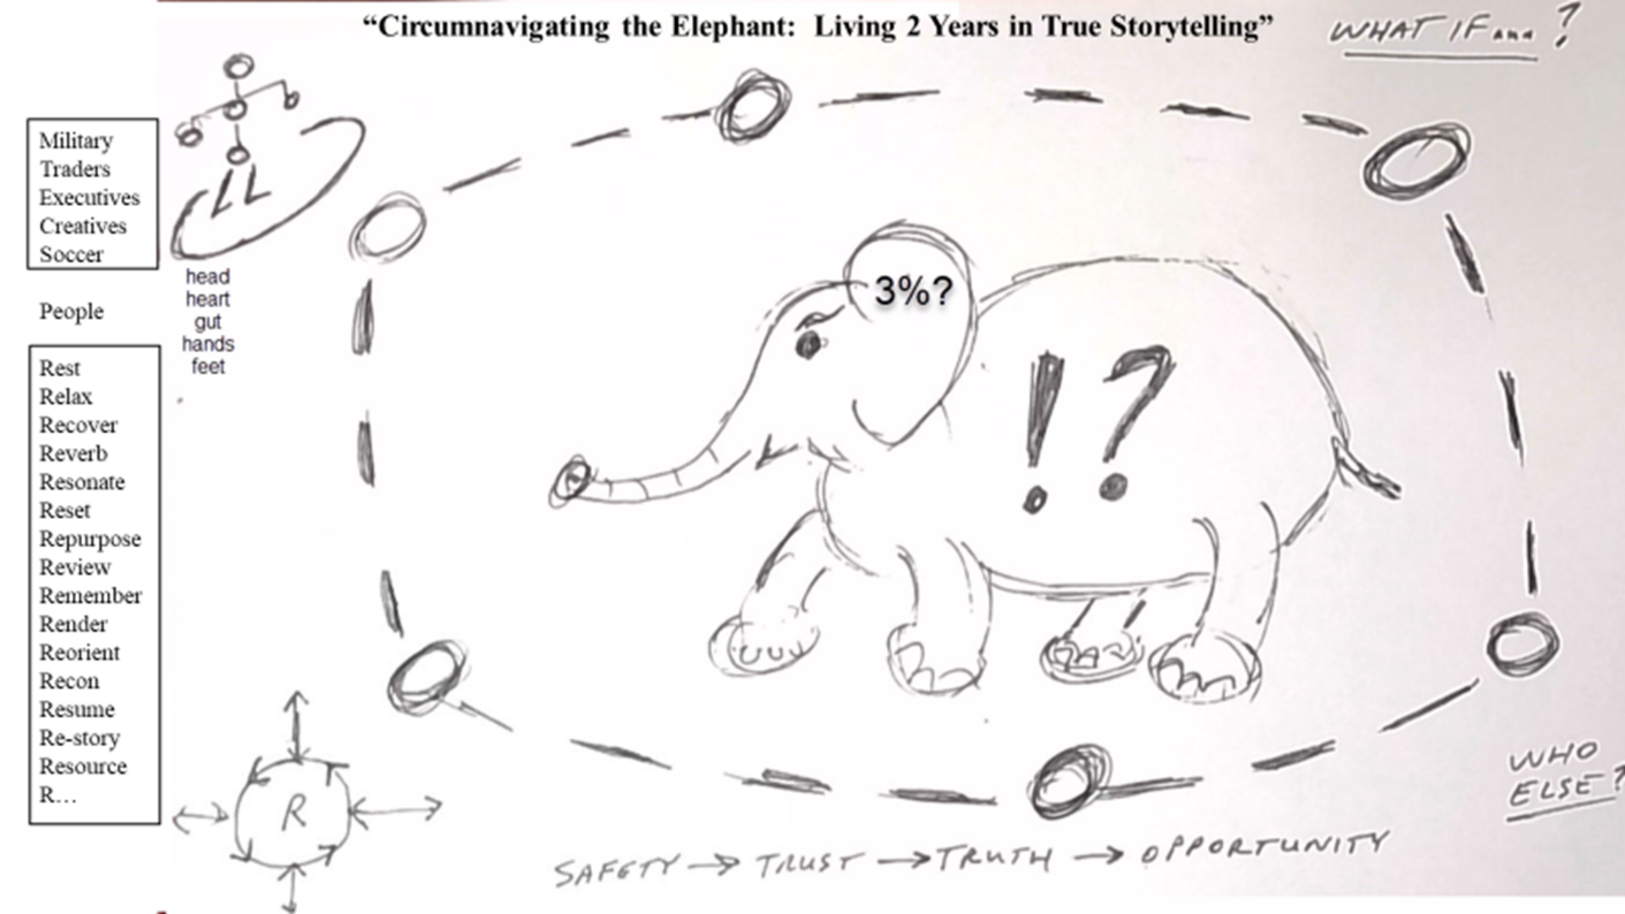 “Circumnavigating the Elephant: Living 2 Years in True Storytelling”
WHAT IF...?
Military
Traders
Executives
Creatives
Soccer
head
heart
gut
hands
feet
People
3%?
!?
Rest
Relax
Recover
Reverb
Resonate
Reset
Repurpose
Review
Remember
Render
Reorient
Recon
Resume
Re-story
Resource
R…
R
WHO
ELSE?
SAFETY → TRUST → TRUTH → OPPORTUNITY